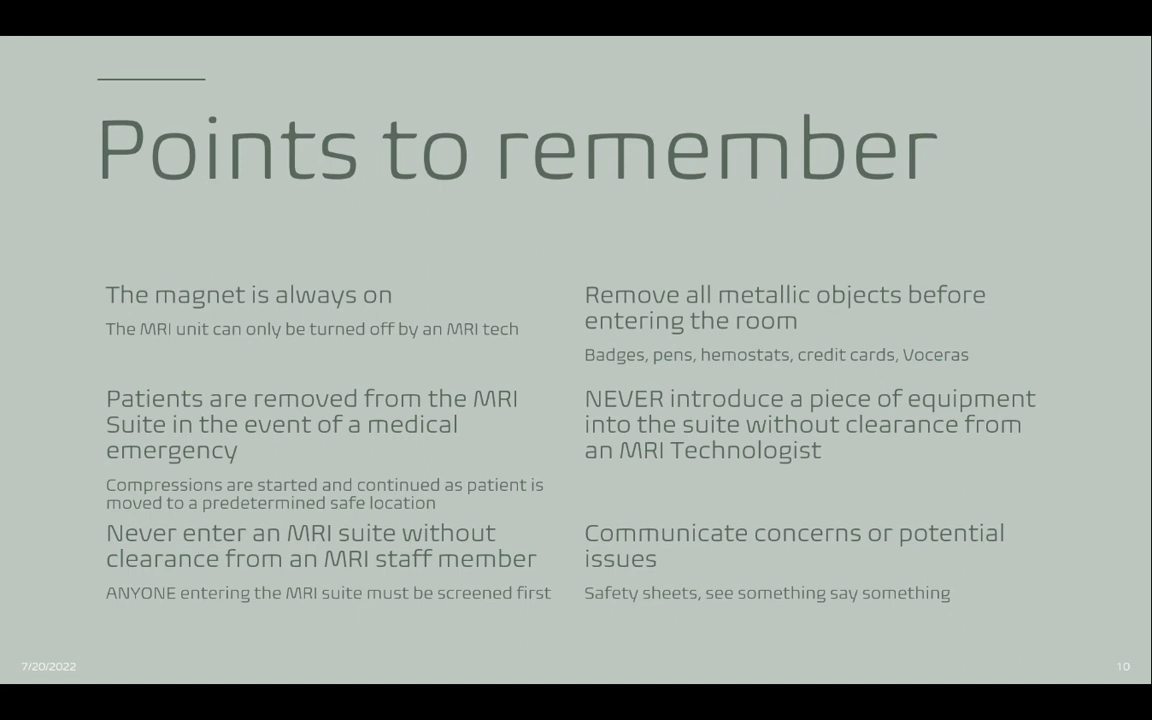 Points to remember
The magnet is always on
The MRI unit can only be turned off by an MRI tech
Remove all metallic objects before
entering the room
Badges, pens, hemostats, credit cards, Voceras
Patients are removed from the MRI
Suite in the event of a medical
emergency
Compressions are started and continued as patient is
moved to a predetermined safe location
NEVER introduce a piece of equipment
into the suite without clearance from
an MRI Technologist
Never enter an MRI suite without
clearance from an MRI staff member
ANYONE entering the MRI suite must be screened first
Communicate concerns or potential
issues
Safety sheets, see something say something
7/20/2022
10